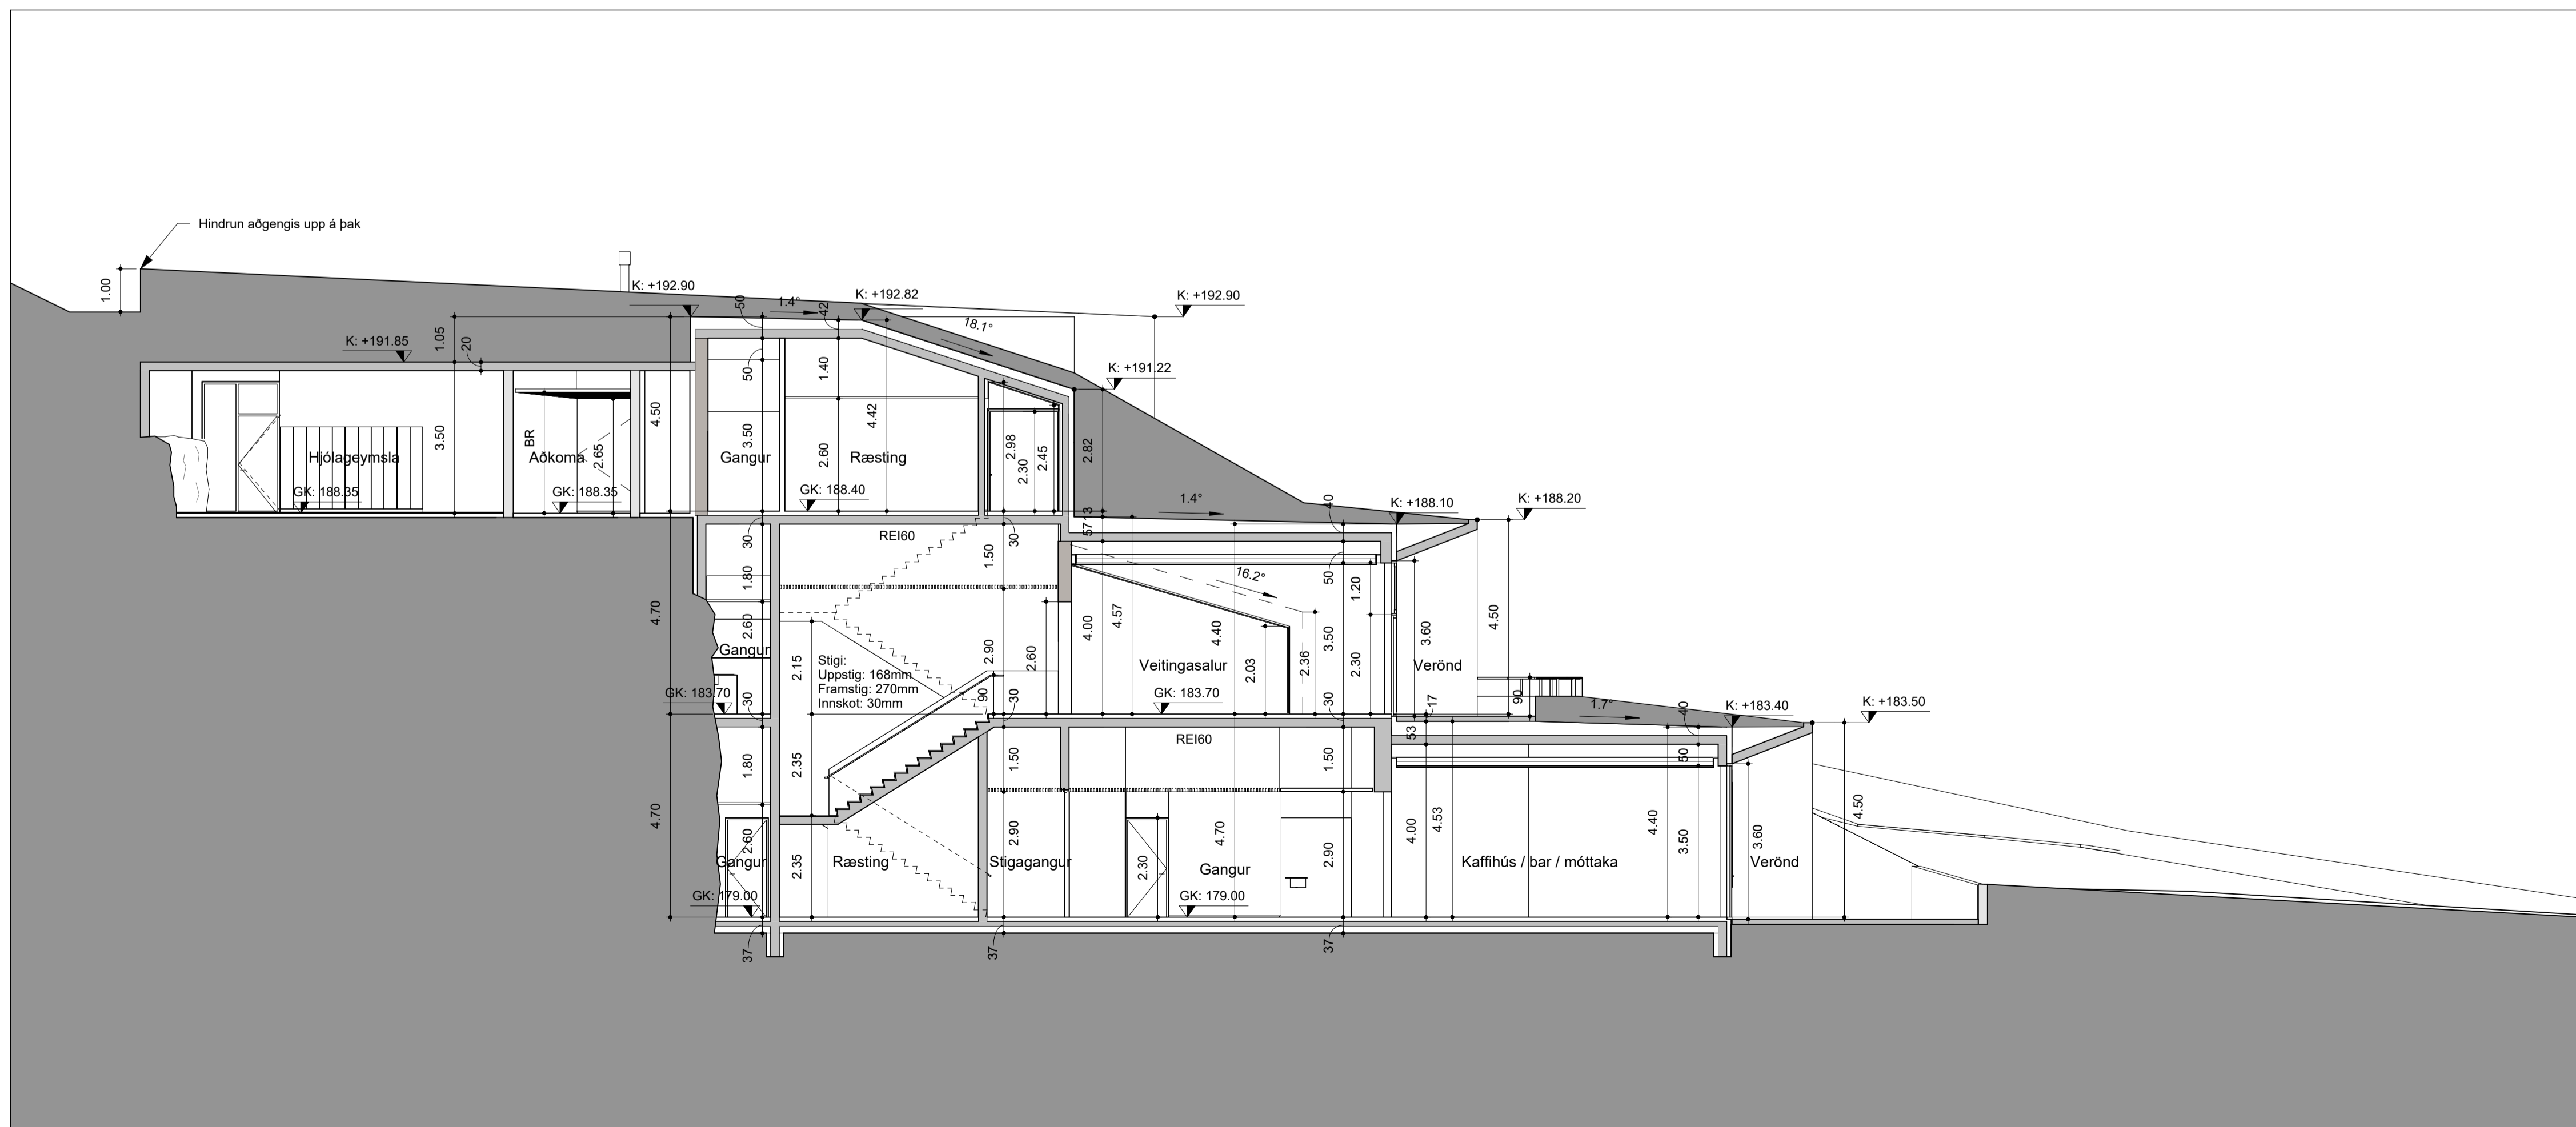 Hindrun aðgengis upp á þak
1.00
K: +192.90
50
1.4°
42
K: +192.82
K: +192.90
18.1°
K: +191.85
1.05
20
K: +191.22
50
1.40
4.50
4.42
3.50
BR
2.65
3.50
2.60
2.98
2.30
2.45
2.82
Hjólageymsla
Aðkoma
Gangur
Ræsting
GK: 188.35
GK: 188.35
GK: 188.40
1.4°
40
K: +188.10
K: +188.20
13
57
REI60
30
30
1.50
1.80
50
1.20
16.2°
4.70
2.60
4.00
4.57
4.40
3.50
2.30
3.60
4.50
Gangur
2.15
2.90
2.60
2.03
2.36
Stigi:
Uppstig: 168mm
Framstig: 270mm
Innskot: 30mm
Veitingasalur
Verönd
GK: 183.70
30
90
30
GK: 183.70
30
17
90
1.7°
40
K: +183.40
K: +183.50
53
REI60
1.80
2.35
1.50
1.50
50
4.70
2.60
2.35
2.90
2.30
4.70
2.90
4.00
4.53
4.40
3.50
3.60
4.50
Gangur
Ræsting
Stigagangur
Gangur
Kaffihús / bar / móttaka
Verönd
GK: 179.00
GK: 179.00
37
37
37